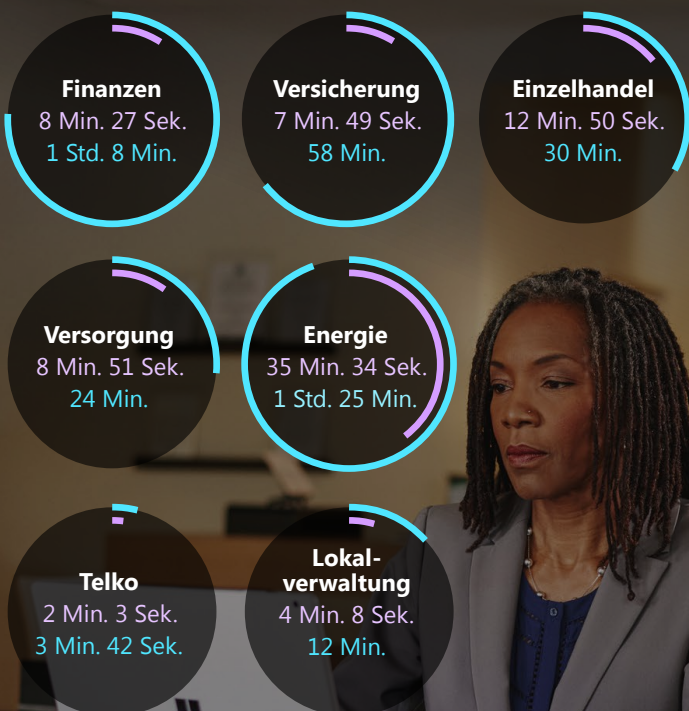 Finanzen
8 Min. 27 Sek.
1 Std. 8 Min.
Versicherung
7 Min. 49 Sek.
58 Min.
Einzelhandel
12 Min. 50 Sek.
30 Min.
Versorgung
8 Min. 51 Sek.
24 Min.
Energie
35 Min. 34 Sek.
1 Std. 25 Min.
Telko
2 Min. 3 Sek.
3 Min. 42 Sek.
Lokal-
verwaltung
4 Min. 8 Sek.
12 Min.